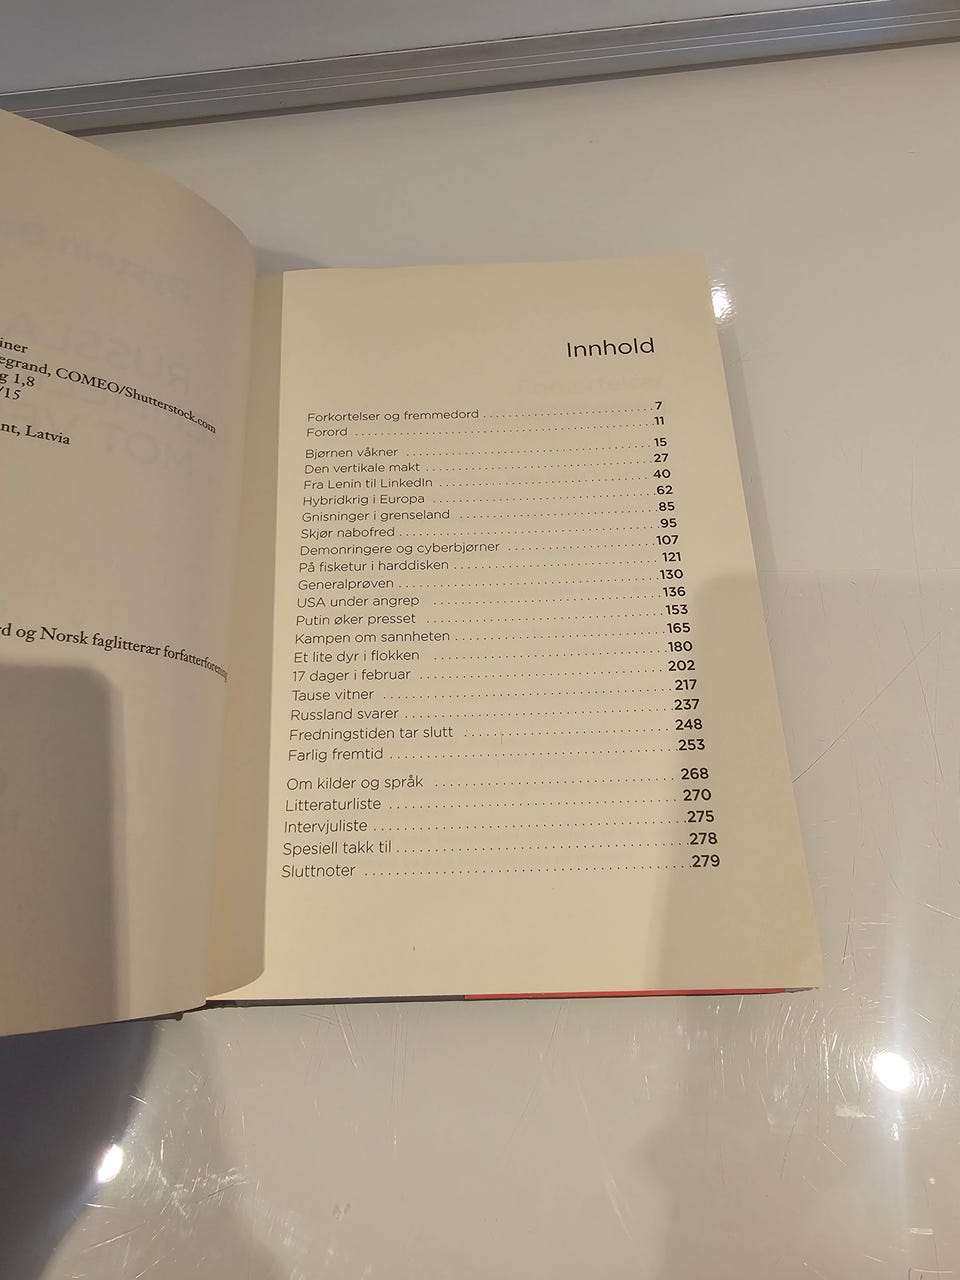 iner
egrand, COMEO/Shutterstock.com
g 1,8
/15
nt, Latvia
d og Norsk faglitterær forfatterforening
Innhold
Forkortelser og fremmedord 7
Forord 11
Bjørnen våkner 15
Den vertikale makt 27
Fra Lenin til LinkedIn 40
Hybridkrig i Europa 62
Gnisninger i grenseland 85
Skjør nabofred 95
Demonringere og cyberbjørner 107
På fisketur i harddisken 121
Generalprøven 130
USA under angrep 136
Putin øker presset 153
Kampen om sannheten 165
Et lite dyr i flokken 180
17 dager i februar 202
Tause vitner 217
Russland svarer 237
Fredningstiden tar slutt 248
Farlig fremtid 253
Om kilder og språk 268
Litteraturliste 270
Intervjuliste 275
Spesiell takk til 278
Sluttnoter 279